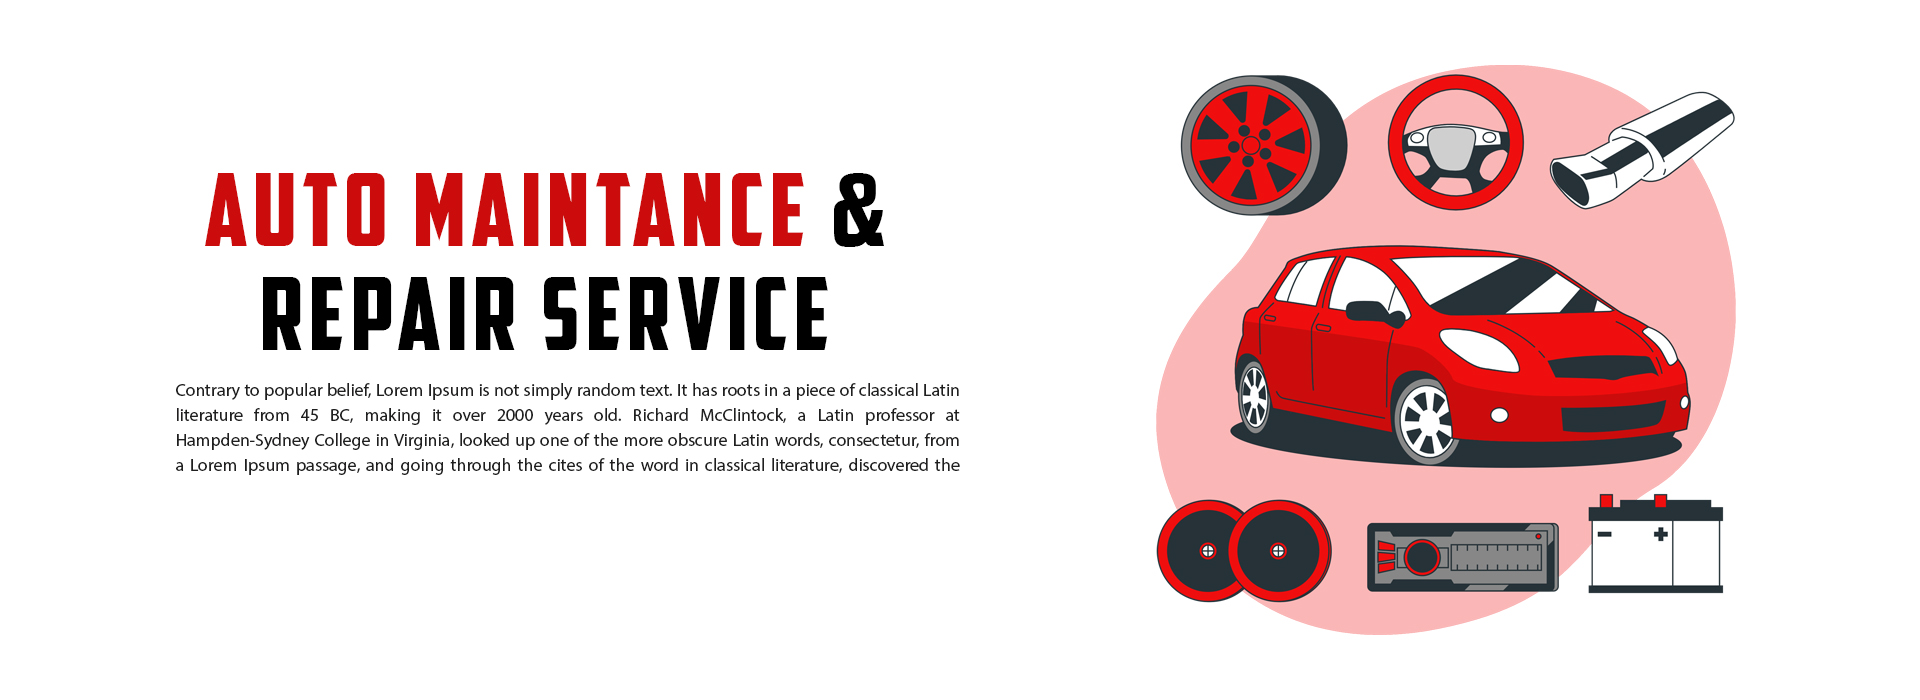 AUTO MAINTANCE &
REPAIR SERVICE
Contrary to popular belief, Lorem Ipsum is not simply random text. It has roots in a piece of classical Latin
literature from 45 BC, making it over 2000 years old. Richard McClintock, a Latin professor at
Hampden-Sydney College in Virginia, looked up one of the more obscure Latin words, consectetur, from
a Lorem Ipsum passage, and going through the cites of the word in classical literature, discovered the